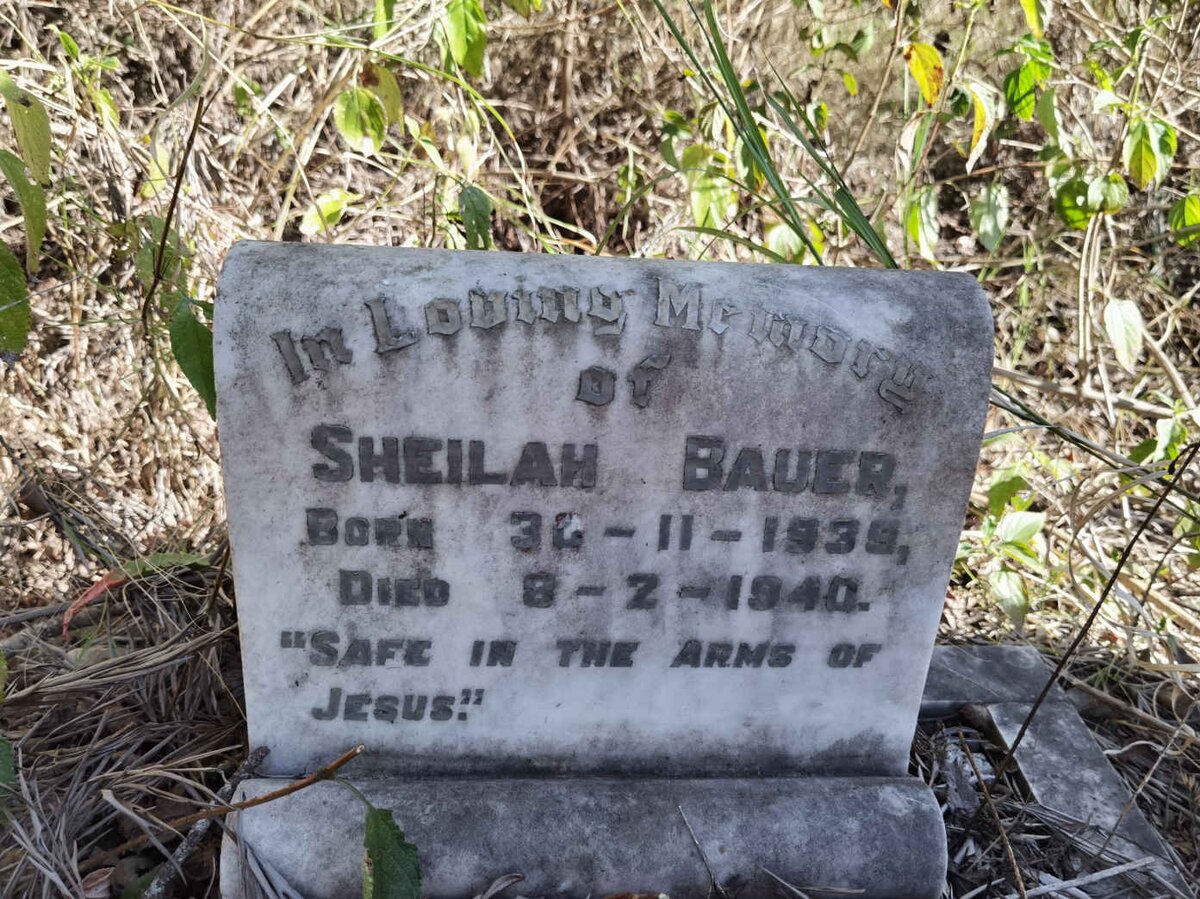 In Loving Memory
of
SHEILAH BAUER,
BORN 30-11-1939,
DIED 8-2-1940.
"SAFE IN THE ARMS OF
JESUS."